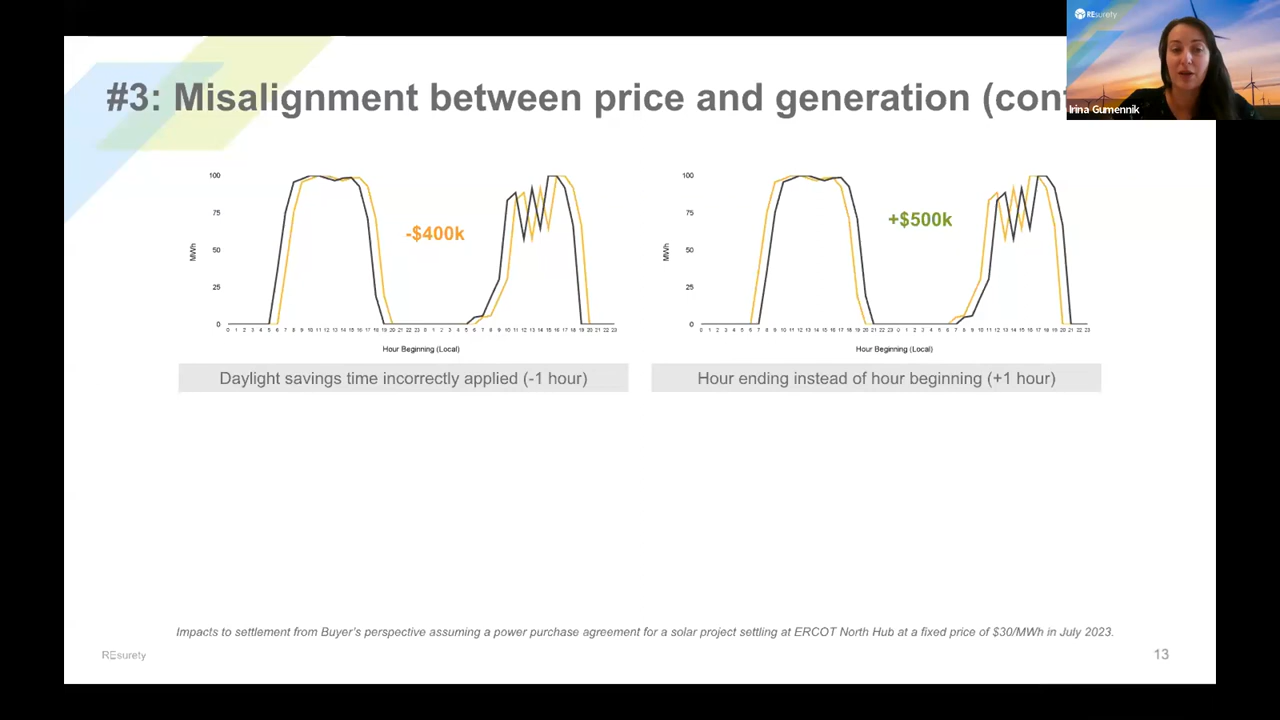 REsurety
Irina Gumennik
#3: Misalignment between price and generation (con
100
75
50
25
0
MWh
-$400k
0 1 2 3 4 5 6 7 8 9 10 11 12 13 14 15 16 17 18 19 20 21 22 23 0 1 2 3 4 5 6 7 8 9 10 11 12 13 14 15 16 17 18 19 20 21 22 23
Hour Beginning (Local)
Daylight savings time incorrectly applied (-1 hour)
100
75
50
25
0
MWh
+$500k
0 1 2 3 4 5 6 7 8 9 10 11 12 13 14 15 16 17 18 19 20 21 22 23 0 1 2 3 4 5 6 7 8 9 10 11 12 13 14 15 16 17 18 19 20 21 22 23
Hour Beginning (Local)
Hour ending instead of hour beginning (+1 hour)
Impacts to settlement from Buyer's perspective assuming a power purchase agreement for a solar project settling at ERCOT North Hub at a fixed price of $30/MWh in July 2023.
REsurety
13